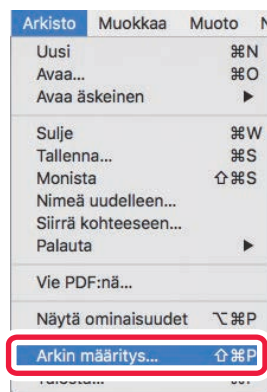 Arkisto Muokkaa Muoto
Uusi ⌘N
Avaa... ⌘O
Avaa äskeinen ▶
Sulje ⌘W
Tallenna... ⌘S
Monista ⇧⌘S
Nimeä uudelleen...
Siirrä kohteeseen...
Palauta ▶
Vie PDF:nä...
Näytä ominaisuudet ⌥⌘P
Arkin määritys... ⇧⌘P